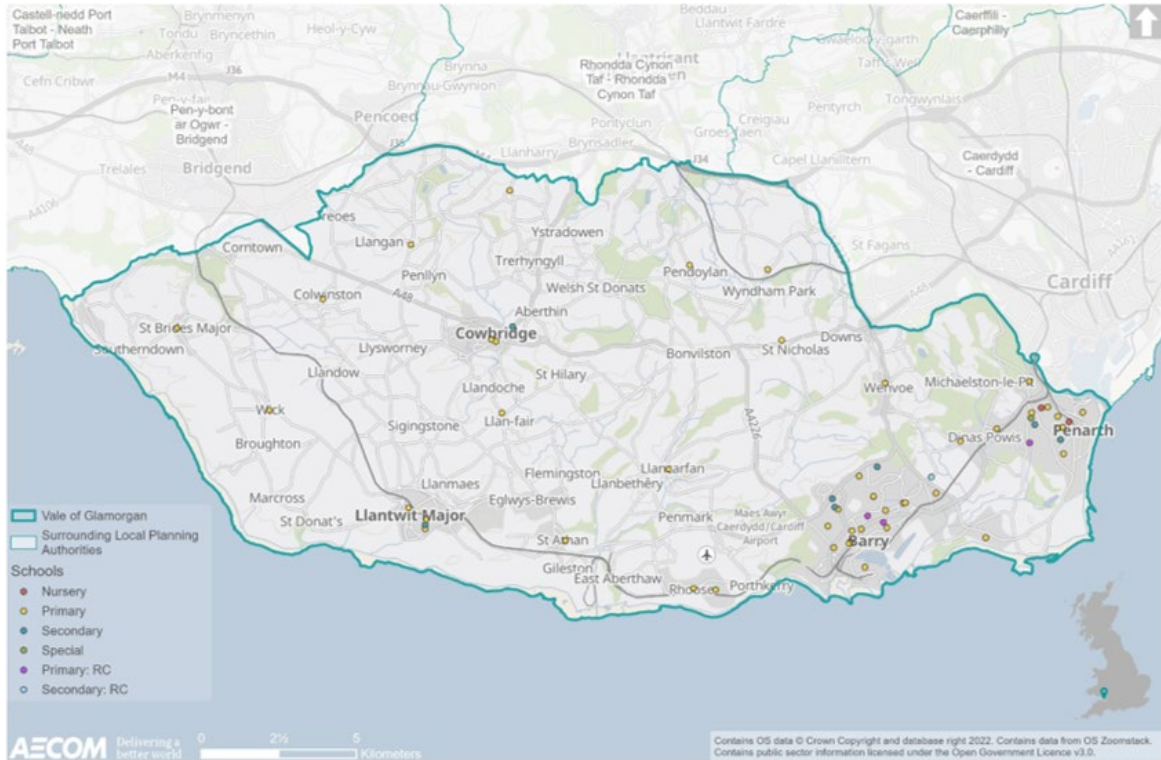 Castell-nedd Port
Talbot - Neath
Port Talbot
Brynmenyn
Tondu
Bryncethin
Heol-y-Cyw
Aberkenfig
Cefn Cribwr
M4
J36
Pen-y-fai
Brynna
Brynnau-Gwynion
Pen-y-bont
ar Ogwr -
Bridgend
Pencoed
A48
Trelales
Bridgend
J35
Llanharry
A4106
Beddau
Llantwit Fardre
Rhondda Cynon
Taf - Rhondda
Cynon Taf
Pontyclun
Brynsadler
Groesfaen
Creigiau
Pentyrch
Gwaelod-y-garth
Taff's Well
Caerffili -
Caerphilly
Tongwynlais
J34
Capel Llanilltern
Caerdydd
- Cardiff
St Fagans
Cardiff
A48
Corntown
Llangan
Ystradowen
Trerhyngyll
Penllyn
Pendoylan
Wyndham Park
Welsh St Donats
Colwinston
A48
Aberthin
St Brides Major
Southerndown
Cowbridge
Llysworney
Bonvilston
St Nicholas
Downs
Llandow
St Hilary
Llandoche
Wenvoe
Michaelston-le-Pit
Wick
Sigingstone
Llan-fair
A4226
Dinas Powis
Penarth
Broughton
Flemingston
Llancarfan
Llanbethery
Marcross
Llanmaes
Eglwys-Brewis
St Donat's
Llantwit Major
Penmark
Maes Awyr
Caerdydd/Cardiff
Airport
Barry
St Athan
Gileston
East Aberthaw
Rhoose
Porthkerry
Vale of Glamorgan
Surrounding Local Planning
Authorities
Schools
Nursery
Primary
Secondary
Special
Primary: RC
Secondary: RC
AECOM
Delivering a
better world
0
2½
5
Kilometers
Contains OS data © Crown Copyright and database right 2022. Contains data from OS Zoomstack.
Contains public sector information licensed under the Open Government Licence v3.0.